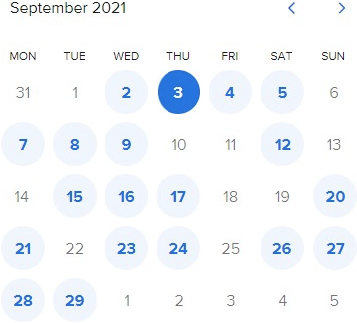 September 2021
MON TUE WED THU FRI SAT SUN
31 1 2 3 4 5 6
7 8 9 10 11 12 13
14 15 16 17 18 19 20
21 22 23 24 25 26 27
28 29 1 2 3 4 5